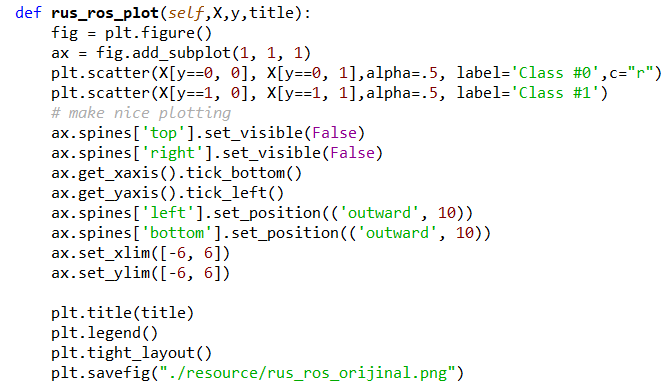 def rus_ros_plot(self,X,y,title):
    fig = plt.figure()
    ax = fig.add_subplot(1, 1, 1)
    plt.scatter(X[y==0, 0], X[y==0, 1],alpha=.5, label='Class #0',c="r")
    plt.scatter(X[y==1, 0], X[y==1, 1],alpha=.5, label='Class #1')
    # make nice plotting
    ax.spines['top'].set_visible(False)
    ax.spines['right'].set_visible(False)
    ax.get_xaxis().tick_bottom()
    ax.get_yaxis().tick_left()
    ax.spines['left'].set_position(('outward', 10))
    ax.spines['bottom'].set_position(('outward', 10))
    ax.set_xlim([-6, 6])
    ax.set_ylim([-6, 6])

    plt.title(title)
    plt.legend()
    plt.tight_layout()
    plt.savefig("./resource/rus_ros_orijinal.png")